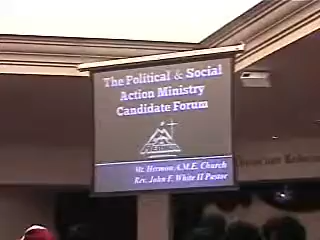 The Political & Social
Action Ministry
Candidate Forum
Mt. Hermon A.M.E. Church
Rev. John F. White II Pastor